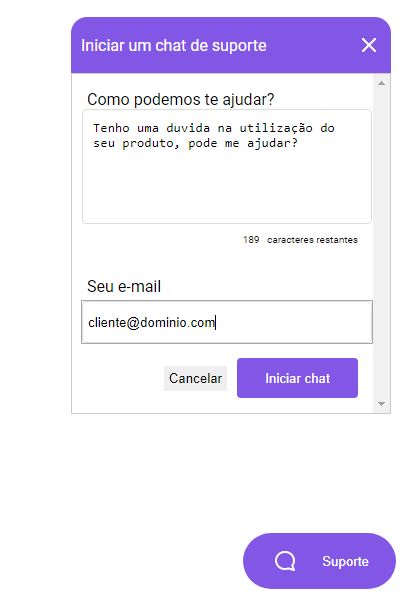 Iniciar um chat de suporte
Como podemos te ajudar?
Tenho uma duvida na utilização do
seu produto, pode me ajudar?
189 caracteres restantes
Seu e-mail
cliente@dominio.com
Cancelar
Iniciar chat
Suporte